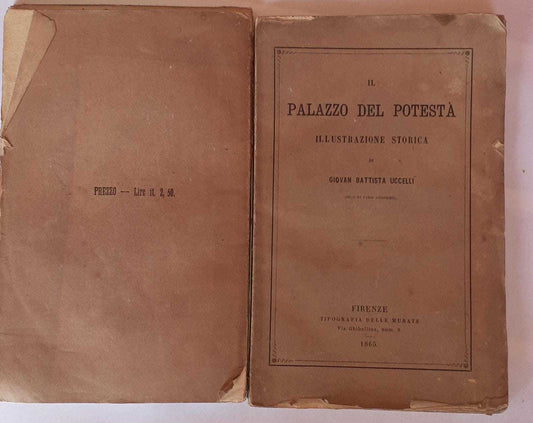 PREZZO -- Lire it. 2, 50.
IL
PALAZZO DEL POTESTÀ
ILLUSTRAZIONE STORICA
DI
GIOVAN BATTISTA UCCELLI
FIRENZE
TIPOGRAFIA DELLE MURATE
Via Ghibellina, num. 8
1865.